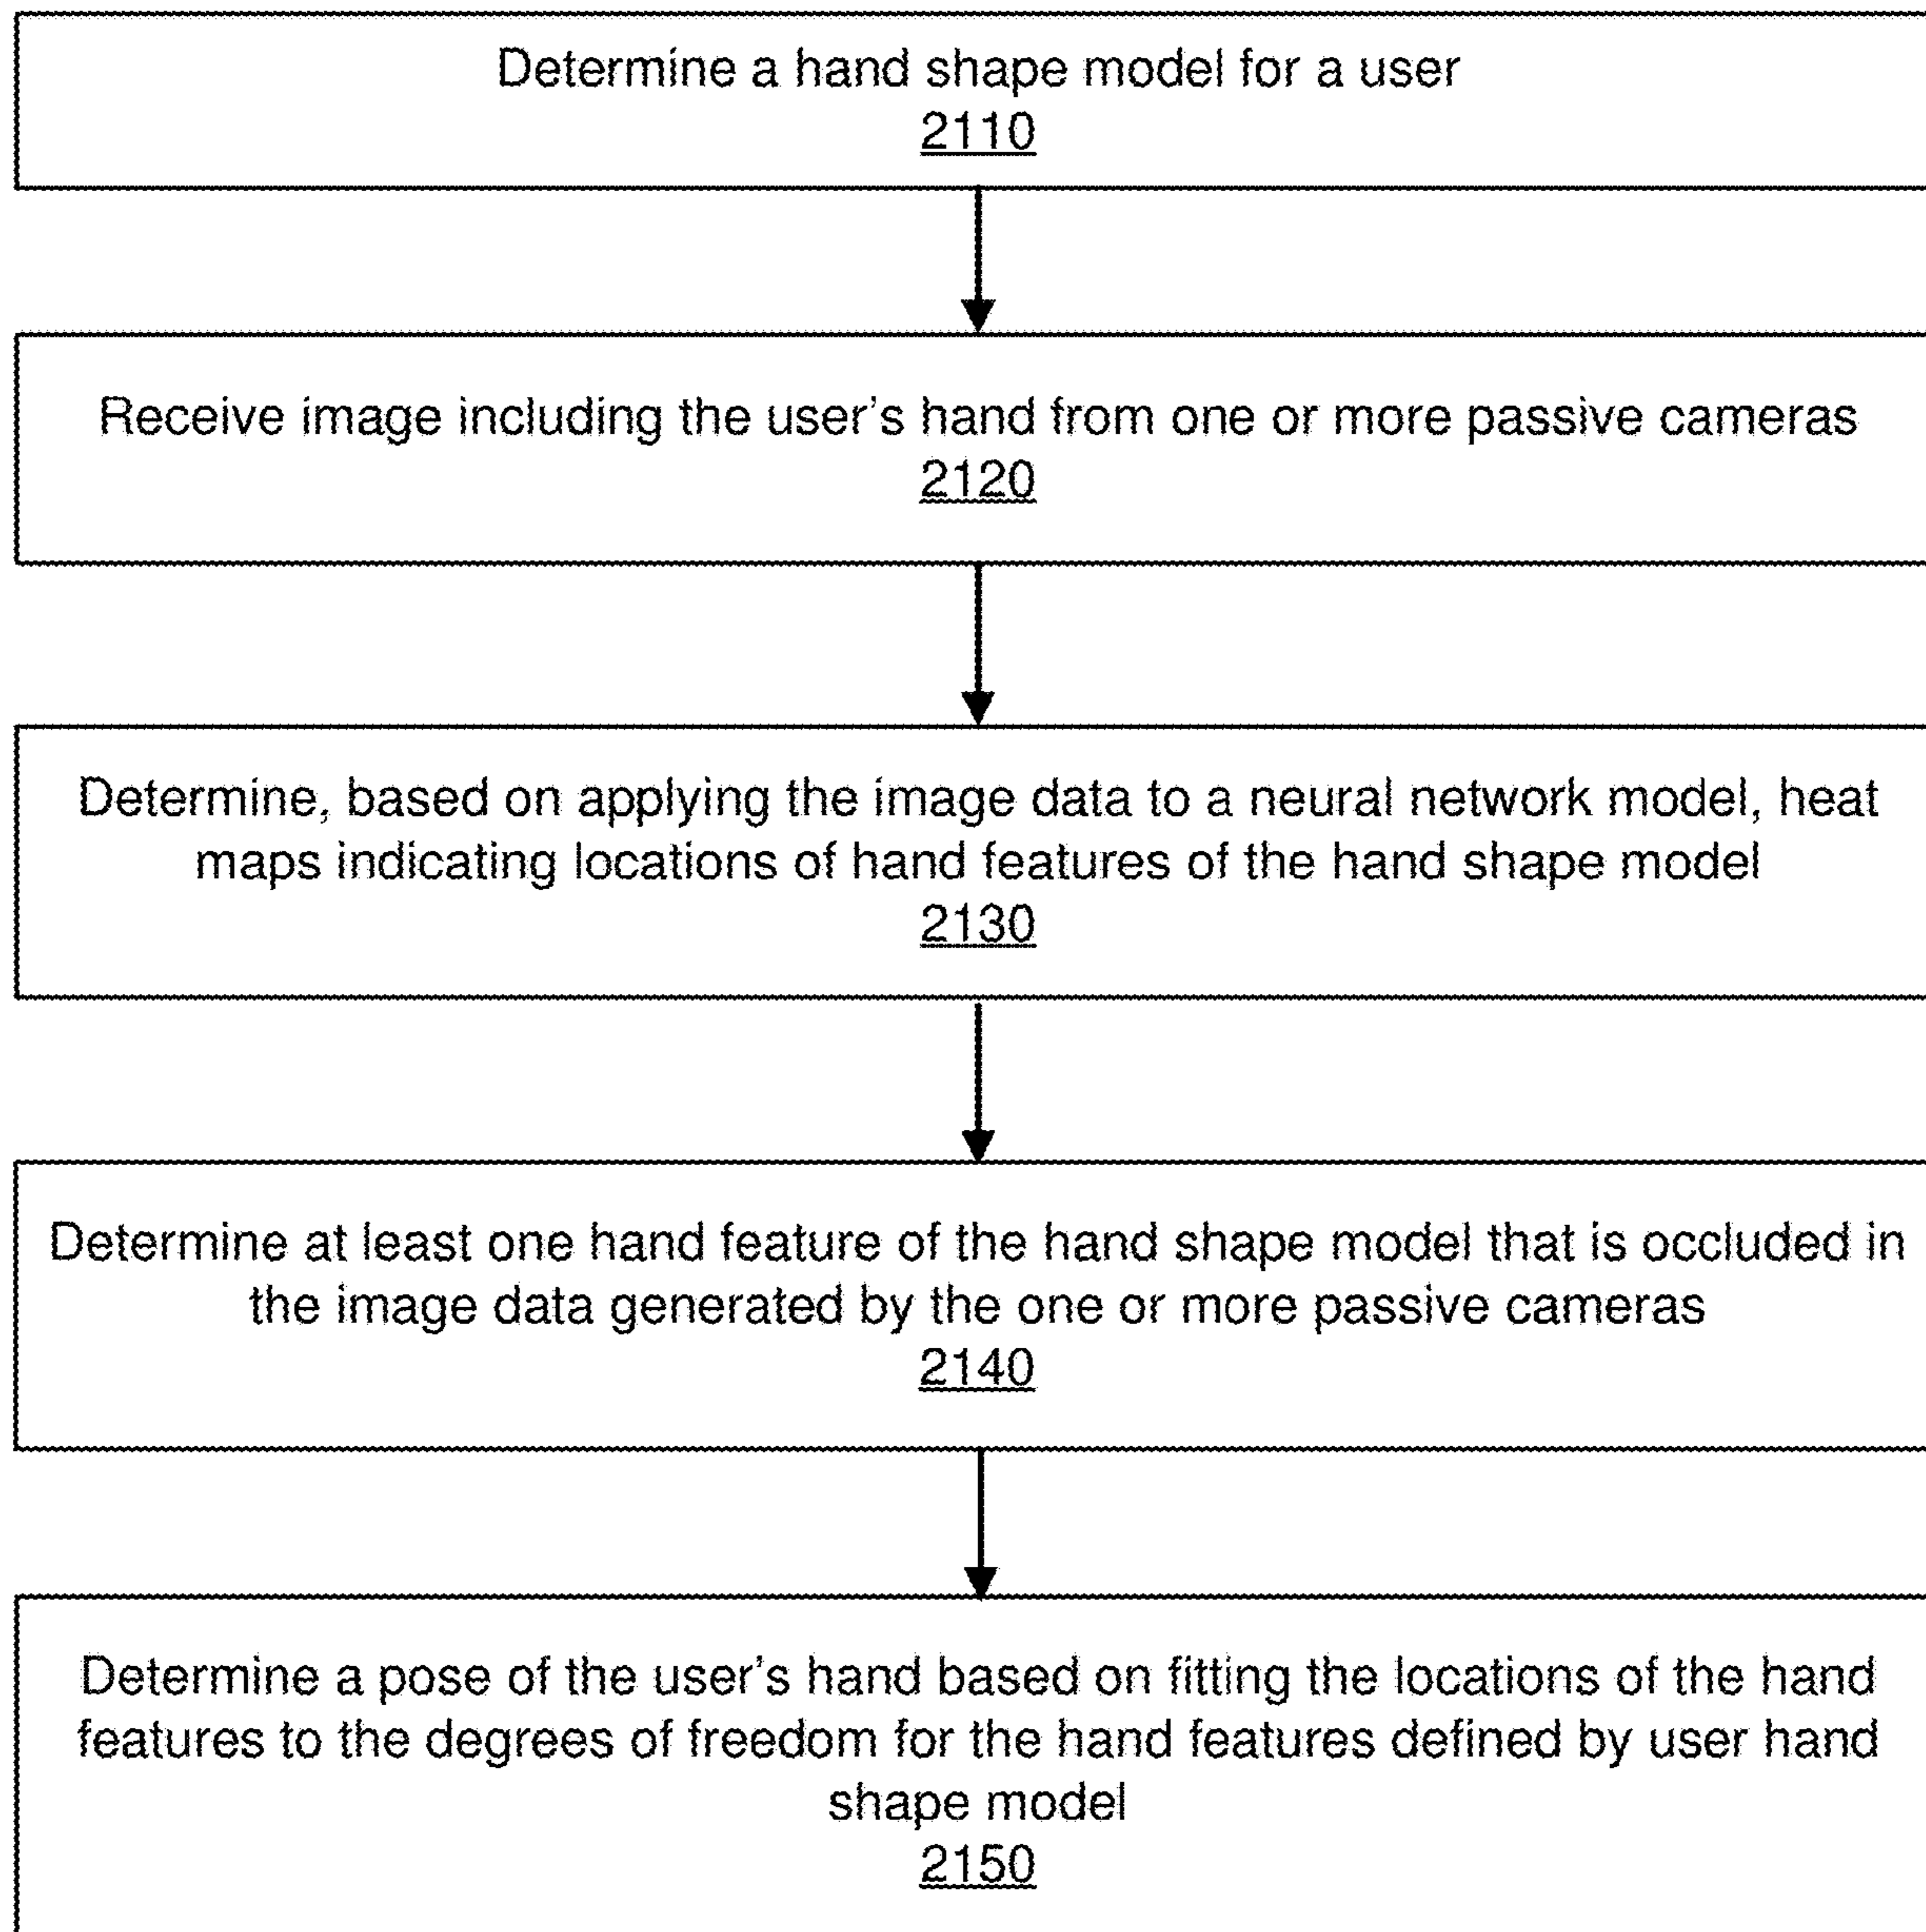 Determine a hand shape model for a user
2110
Receive image including the user's hand from one or more passive cameras
2120
Determine, based on applying the image data to a neural network model, heat
maps indicating locations of hand features of the hand shape model
2130
Determine at least one hand feature of the hand shape model that is occluded in
the image data generated by the one or more passive cameras
2140
Determine a pose of the user's hand based on fitting the locations of the hand
features to the degrees of freedom for the hand features defined by user hand
shape model
2150